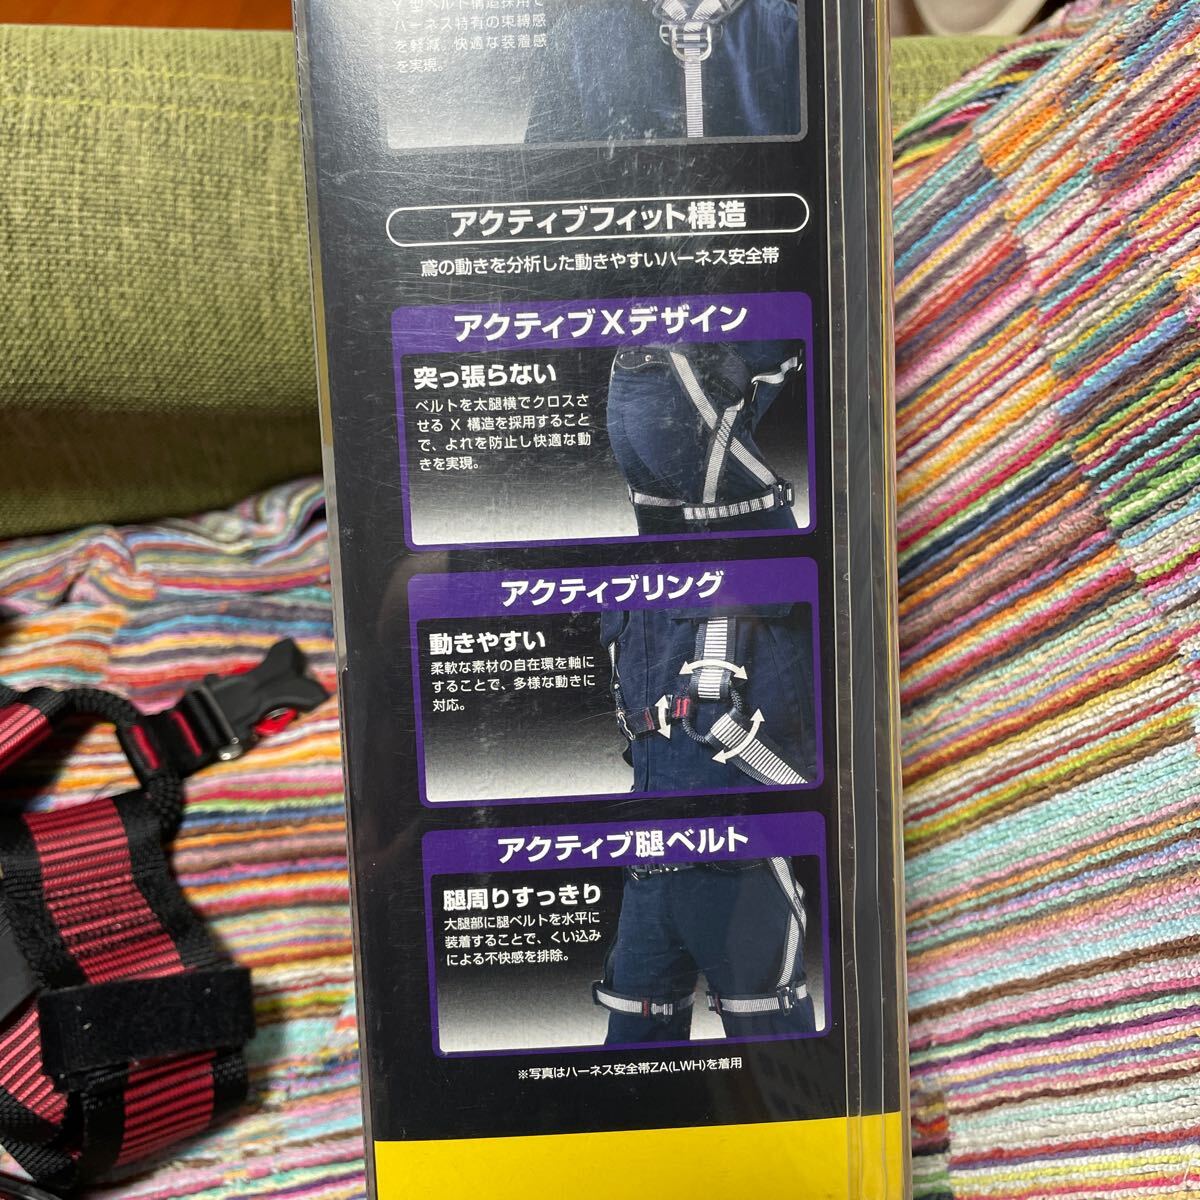 Y型ベルト構造採用で
ハーネス特有の束縛感
を軽減。快適な装着感
を実現。
アクティブフィット構造
鳶の動きを分析した動きやすいハーネス安全帯
アクティブXデザイン
突っ張らない
ベルトを太腿横でクロスさ
せる X 構造を採用すること
で、よれを防止し快適な動
きを実現。
アクティブリング
動きやすい
柔軟な素材の自在環を軸に
することで、多様な動きに
対応。
アクティブ腿ベルト
腿周りすっきり
大腿部に腿ベルトを水平に
装着することで、くい込み
による不快感を排除。
※写真はハーネス安全帯ZA(LWH)を着用